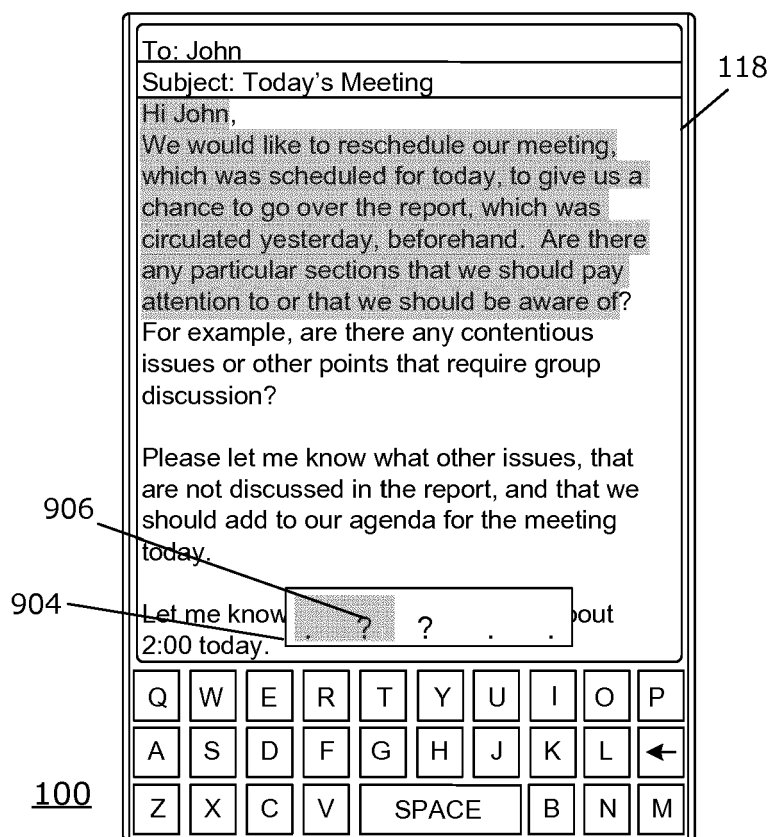 To: John
Subject: Today's Meeting
118
Hi John,
We would like to reschedule our meeting,
which was scheduled for today, to give us a
chance to go over the report, which was
circulated yesterday, beforehand.  Are there
any particular sections that we should pay
attention to or that we should be aware of?
For example, are there any contentious
issues or other points that require group
discussion?
Please let me know what other issues, that
are not discussed in the report, and that we
906
should add to our agenda for the meeting
today.
904
Let me know . ? ? . . bout
2:00 today.
Q W E R T Y U I O P
A S D F G H J K L ←
100
Z X C V SPACE B N M